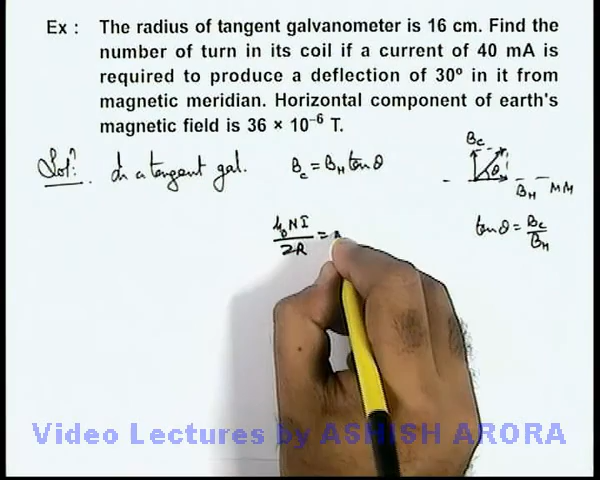 Ex : The radius of tangent galvanometer is 16 cm. Find the
number of turn in its coil if a current of 40 mA is
required to produce a deflection of 30º in it from
magnetic meridian. Horizontal component of earth's
magnetic field is 36 × 10⁻⁶ T.
Sol?. In a tangent gal. B_C = B_H tan θ
B_C
θ
B_H MM
μ₀NI/2R =
tan θ = B_C/B_H
Video Lectures by ASHISH ARORA